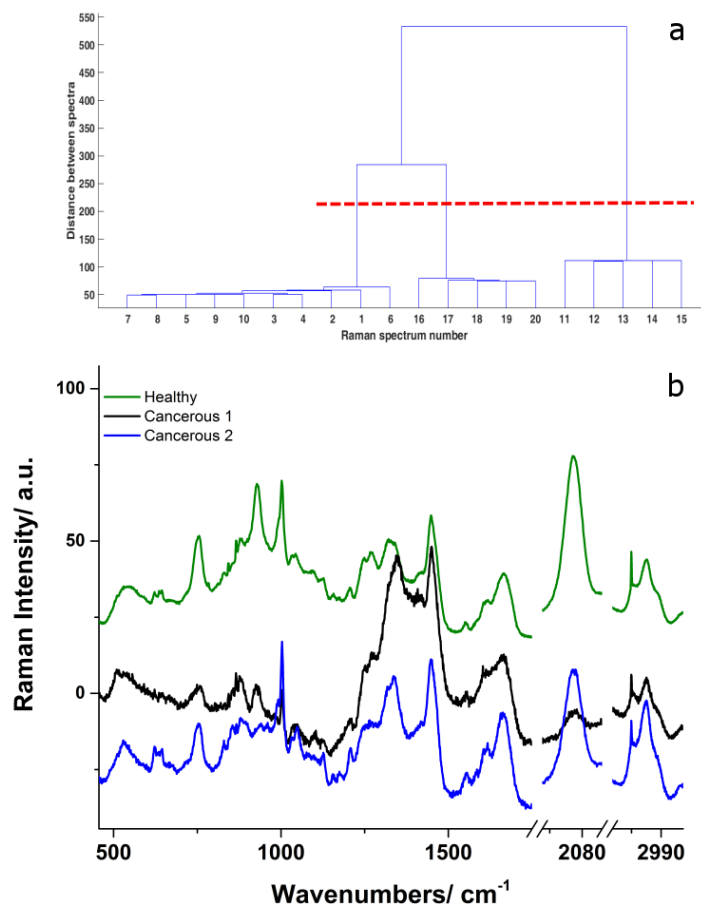 a
550
500
450
400
350
300
250
200
150
100
50
Distance between spectra
7 8 5 9 10 3 4 2 1 6 16 17 18 19 20 11 12 13 14 15
Raman spectrum number
b
100
50
0
Healthy
Cancerous 1
Cancerous 2
Raman Intensity/ a.u.
500 1000 1500 2080 2990
Wavenumbers/ cm⁻¹